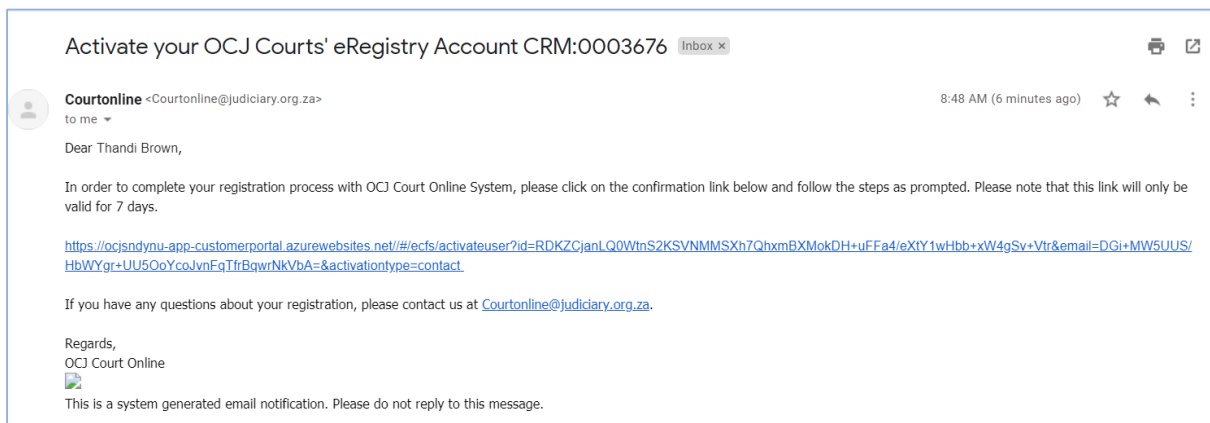 Activate your OCJ Courts' eRegistry Account CRM:0003676 Inbox ×
Courtonline <Courtonline@judiciary.org.za> 8:48 AM (6 minutes ago)
to me
Dear Thandi Brown,
In order to complete your registration process with OCJ Court Online System, please click on the confirmation link below and follow the steps as prompted. Please note that this link will only be
valid for 7 days.
https://ocjsndynu-app-customerportal.azurewebsites.net//#/ecfs/activateuser?id=RDKZCjanLQ0WtnS2KSVNMMSXh7QhxmBXMokDH+uFFa4/eXtY1wHbb+xW4gSv+Vtr&email=DGi+MW5UUS/
HbWYgr+UU5OoYcoJvnFqTfrBqwrNkVbA=&activationtype=contact
If you have any questions about your registration, please contact us at Courtonline@judiciary.org.za.
Regards,
OCJ Court Online
This is a system generated email notification. Please do not reply to this message.